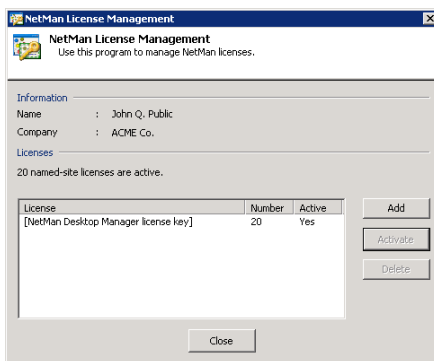 NetMan License Management
NetMan License Management
Use this program to manage NetMan licenses.
Information
Name : John Q. Public
Company : ACME Co.
Licenses
20 named-site licenses are active.
License Number Active
[NetMan Desktop Manager license key] 20 Yes
Add
Activate
Delete
Close